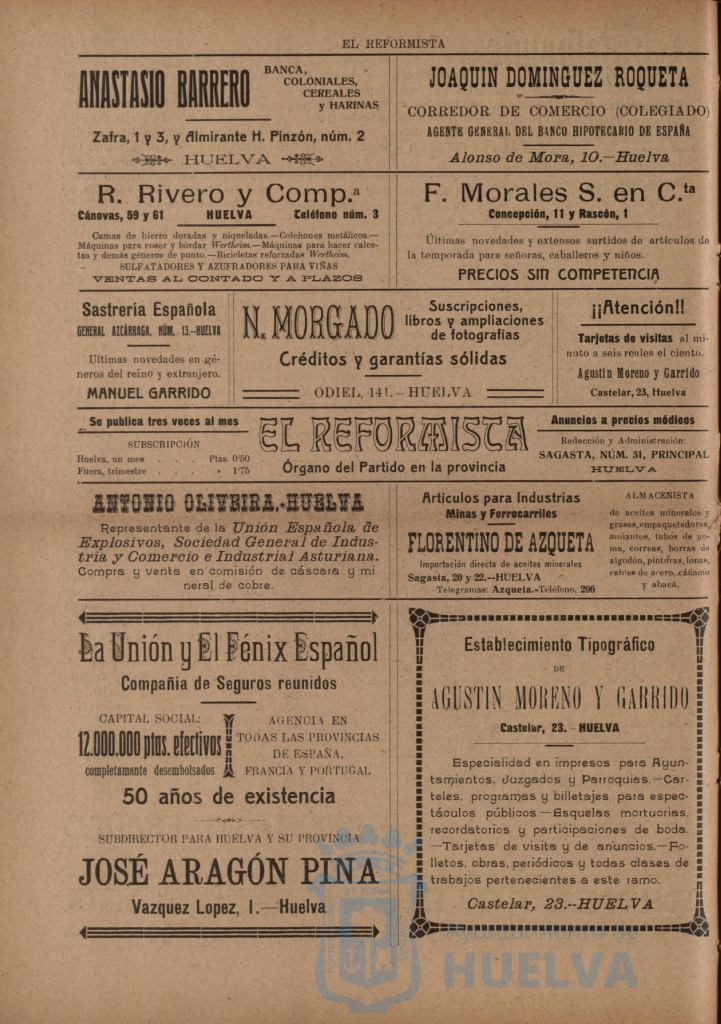 EL REFORMISTA
ANASTASIO BARRERO
BANCA,
COLONIALES,
CEREALES
y HARINAS
Zafra, 1 y 3, y Almirante H. Pinzón, núm. 2
HUELVA
JOAQUIN DOMINGUEZ ROQUETA
CORREDOR DE COMERCIO (COLEGIADO)
AGENTE GENERAL DEL BANCO HIPOTECARIO DE ESPAÑA
Alonso de Mora, 10.-Huelva
R. Rivero y Comp.ª
Cánovas, 59 y 61 HUELVA Teléfono núm. 3
Camas de hierro doradas y niqueladas.—Colchones metálicos.—
Máquinas para coser y bordar Wertheim.—Máquinas para hacer calce-
tas y demás géneros de punto.—Bicicletas reforzadas Wertheim.
SULFATADORES Y AZUFRADORES PARA VIÑAS
VENTAS AL CONTADO Y A PLAZOS
F. Morales S. en C.ta
Concepción, 11 y Rascón, 1
Últimas novedades y extensos surtidos de artículos de
la temporada para señoras, caballeros y niños.
PRECIOS SIN COMPETENCIA
Sastrería Española
GENERAL AZCÁRRAGA, NÚM. 13.--HUELVA
Ultimas novedades en gé-
neros del reino y extranjero.
MANUEL GARRIDO
N. MORGADO
Suscripciones,
libros y ampliaciones
de fotografías
Créditos y garantías sólidas
ODIEL, 141.-HUELVA
¡¡Atención!!
Tarjetas de visitas al mi-
nuto a seis reales el ciento.
Agustín Moreno y Garrido
Castelar, 23, Huelva
Se publica tres veces al mes
SUBSCRIPCIÓN
Huelva, un mes . . . Ptas. 0'50
Fuera, trimestre . . . » 1'75
EL REFORMISTA
Órgano del Partido en la provincia
Anuncios a precios módicos
Redacción y Administración:
SAGASTA, NÚM. 51, PRINCIPAL
HUELVA
ANTONIO OLIVEIRA.-HUELVA
Representante de la Unión Española de
Explosivos, Sociedad General de Indus-
tria y Comercio e Industrial Asturiana.
Compra y venta en comisión de cáscara y mi
neral de cobre.
Artículos para Industrias
Minas y Ferrocarriles
FLORENTINO DE AZQUETA
Importación directa de aceites minerales
Sagasta, 20 y 22.--HUELVA
Telegramas: Azqueta.-Teléfono, 296
ALMACENISTA
de aceites minerales y
grasas, empaquetaduras,
amiantos, tubos de go-
ma, correas, borras de
algodón, pinturas, lonas,
cables de acero, cáñamo
y abacá.
La Unión y El Fénix Español
Compañia de Seguros reunidos
CAPITAL SOCIAL:
12.000.000 ptas. efectivos
completamente desembolsados
AGENCIA EN
TODAS LAS PROVINCIAS
DE ESPAÑA,
FRANCIA Y PORTUGAL
50 años de existencia
SUBDIRECTOR PARA HUELVA Y SU PROVINCIA
JOSÉ ARAGÓN PINA
Vazquez Lopez, 1.—Huelva
Establecimiento Tipográfico
DE
AGUSTIN MORENO Y GARRIDO
Castelar, 23.-HUELVA
Especialidad en impresos para Ayun-
tamientos, Juzgados y Parroquias.—Car-
teles, programas y billetajes para espec-
táculos públicos.—Esquelas mortuorias,
recordatorios y participaciones de boda.
—Tarjetas de visita y de anuncios.—Fo-
lletos, obras, periódicos y todas clases de
trabajos pertenecientes a este ramo.
Castelar, 23.--HUELVA
Ayuntamiento de
HUELVA